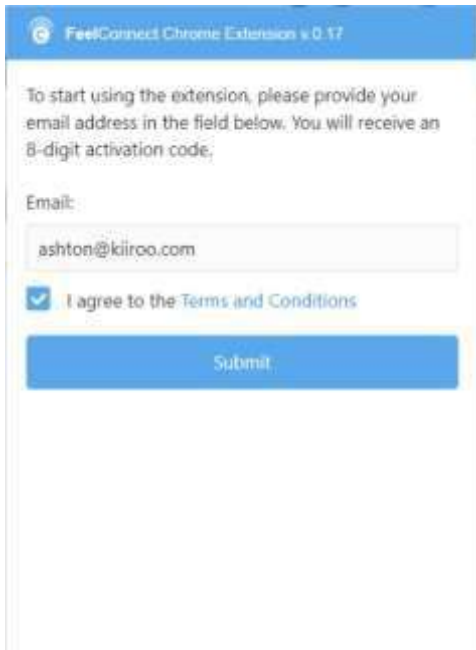 FeelConnect Chrome Extension v 0.17
To start using the extension, please provide your
email address in the field below. You will receive an
8-digit activation code.
Email:
ashton@kiiroo.com
I agree to the Terms and Conditions
Submit